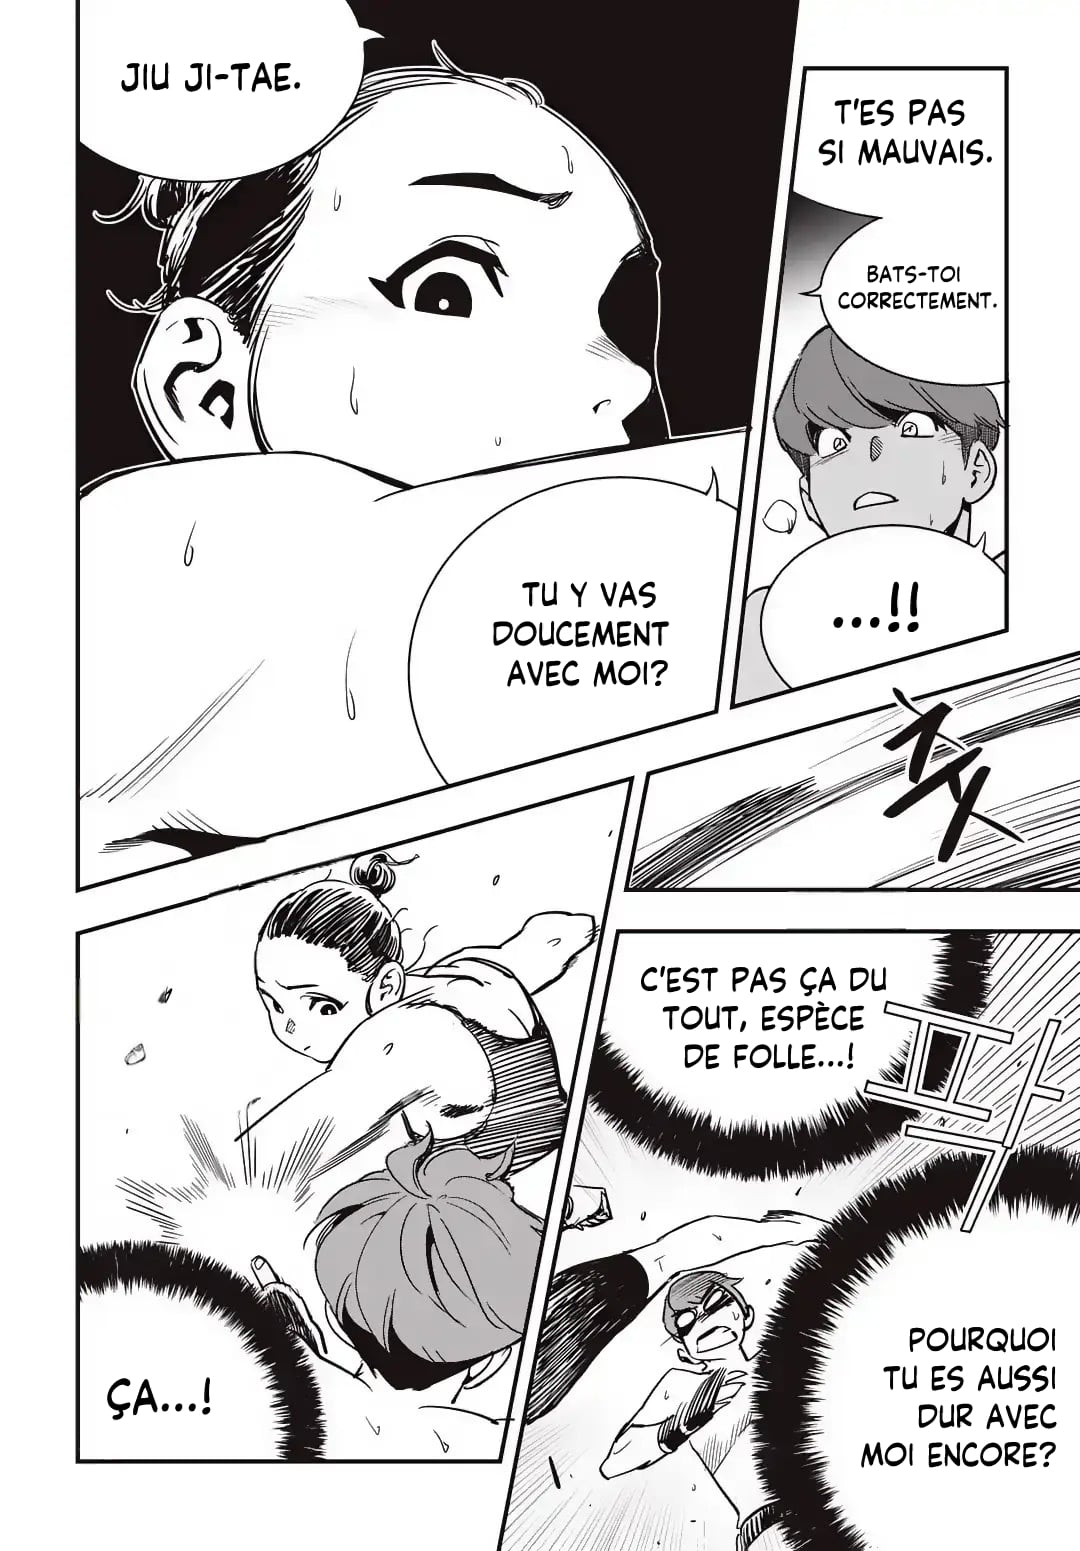 JIU JI-TAE.
T'ES PAS
SI MAUVAIS.
BATS-TOI
CORRECTEMENT.
TU Y VAS
DOUCEMENT
AVEC MOI?
...!!
C'EST PAS ÇA DU
TOUT, ESPÈCE
DE FOLLE...!
퍽
ÇA...!
POURQUOI
TU ES AUSSI
DUR AVEC
MOI ENCORE?